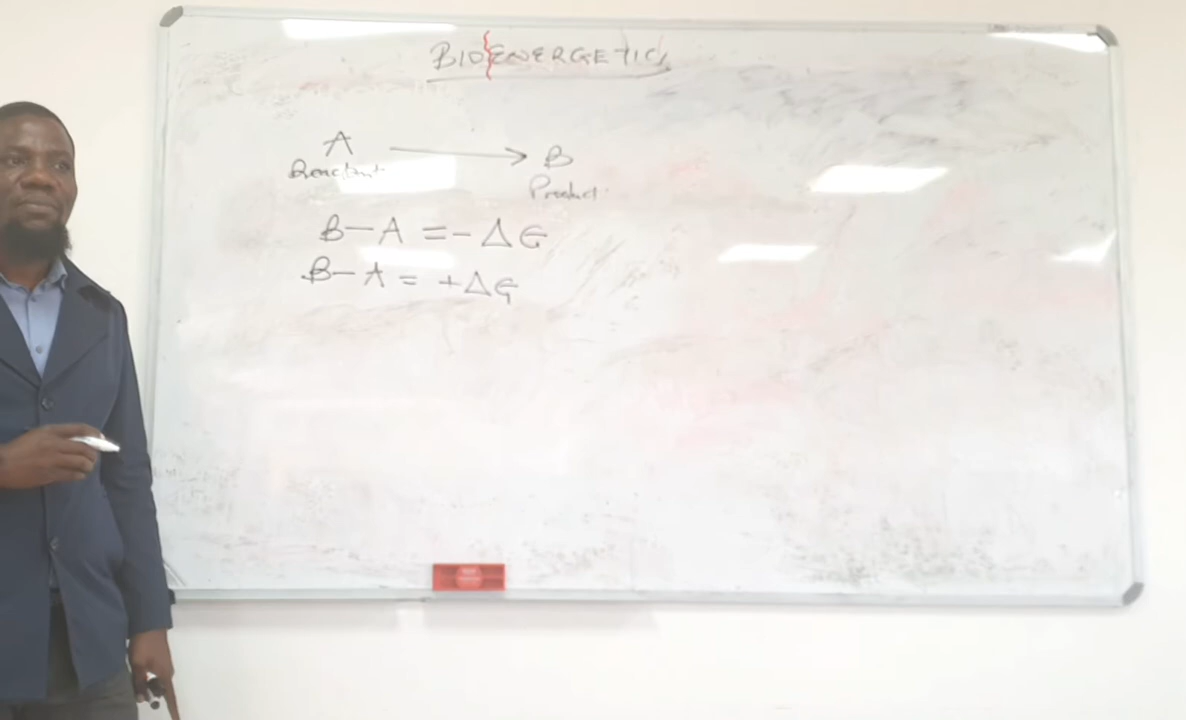 BIOENERGETICS
A ⟶ B
Reactant Product
B-A = -ΔG
B-A = +ΔG